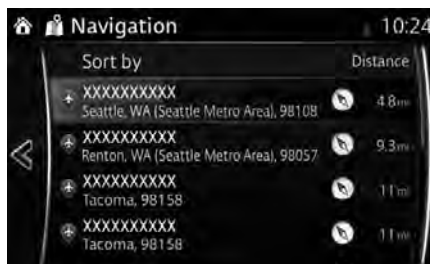 Navigation 10:24
Sort by Distance
XXXXXXXXXX
Seattle, WA (Seattle Metro Area), 98108 4.8mi
XXXXXXXXXX
Renton, WA (Seattle Metro Area), 98057 9.3mi
XXXXXXXXXX
Tacoma, 98158 11mi
XXXXXXXXXX
Tacoma, 98158 11mi